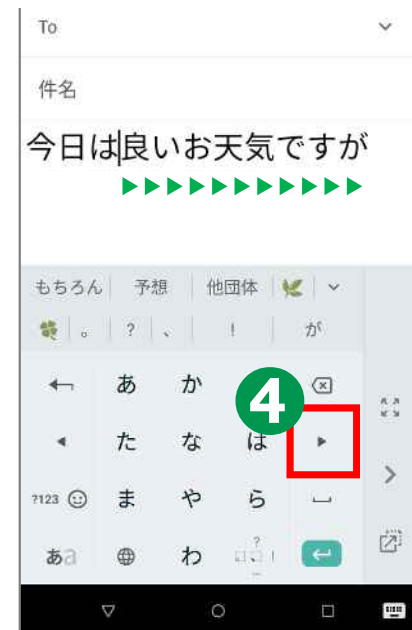 To
件名
今日は良いお天気ですが
もちろん 予想 他団体
。 ? 、 ! が
あ か
4
た な は
?123 ま や ら
あa わ 、。?!